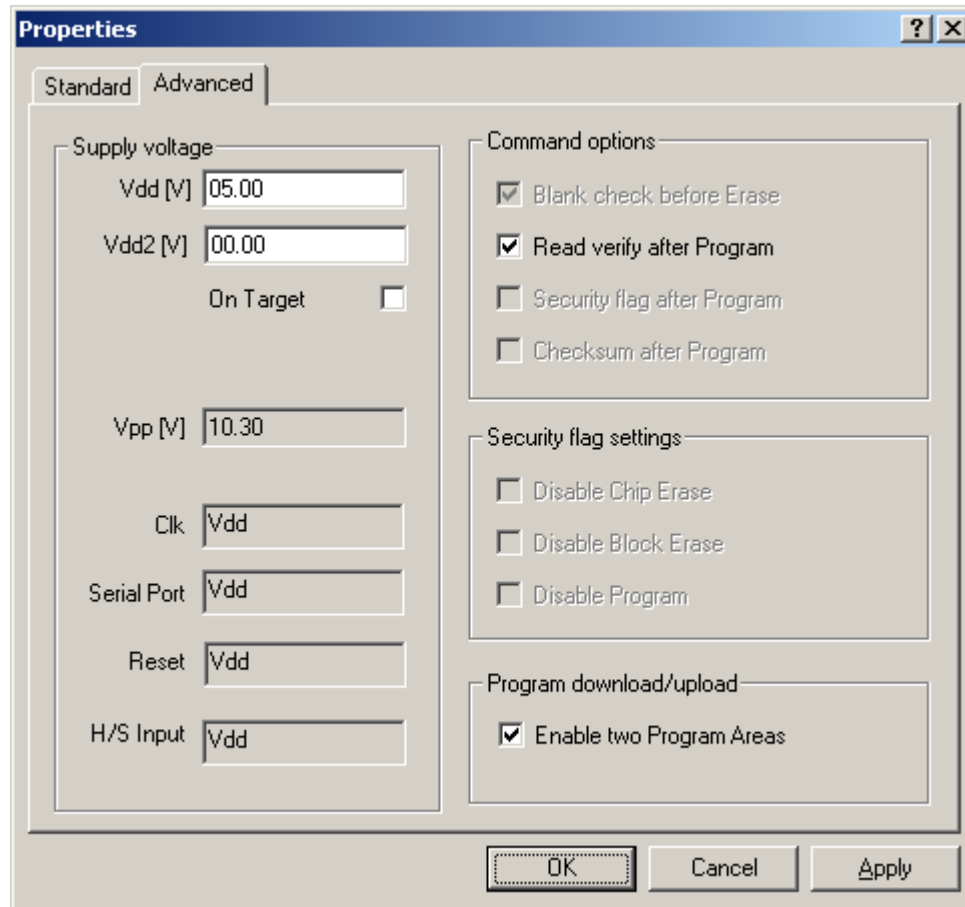 Properties
Standard Advanced
Supply voltage
Vdd [V] 05.00
Vdd2 [V] 00.00
On Target
Vpp [V] 10.30
Clk Vdd
Serial Port Vdd
Reset Vdd
H/S Input Vdd
Command options
Blank check before Erase
Read verify after Program
Security flag after Program
Checksum after Program
Security flag settings
Disable Chip Erase
Disable Block Erase
Disable Program
Program download/upload
Enable two Program Areas
OK Cancel Apply